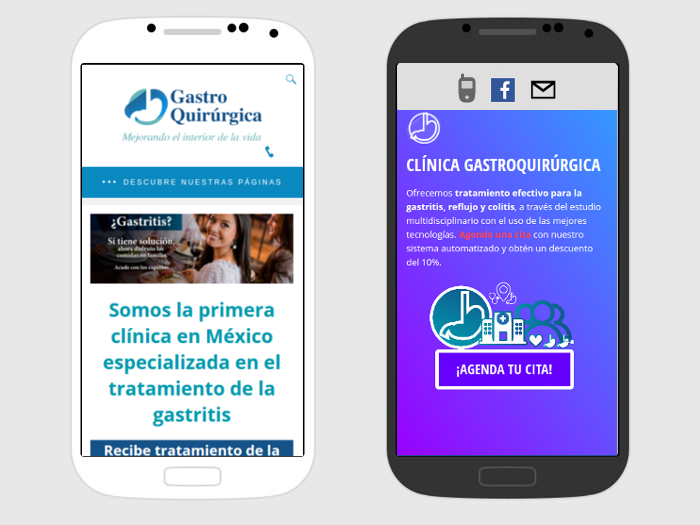 Gastro
Quirúrgica
Mejorando el interior de la vida
••• DESCUBRE NUESTRAS PÁGINAS
¿Gastritis?
Si tiene solución,
ahora disfruto las
comidas en familia
Acude con los expertos
Somos la primera
clínica en México
especializada en el
tratamiento de la
gastritis
Recibe tratamiento de la
CLÍNICA GASTROQUIRÚRGICA
Ofrecemos tratamiento efectivo para la
gastritis, reflujo y colitis, a través del estudio
multidisciplinario con el uso de las mejores
tecnologías. Agenda una cita con nuestro
sistema automatizado y obtén un descuento
del 10%.
¡AGENDA TU CITA!